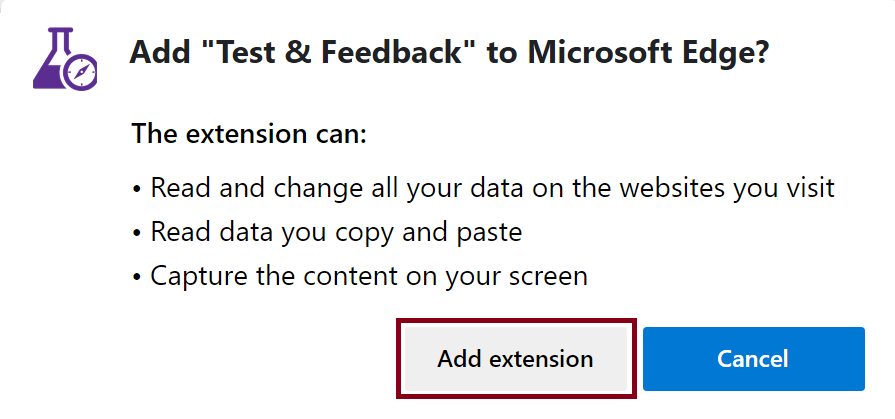 Add "Test & Feedback" to Microsoft Edge?
The extension can:
• Read and change all your data on the websites you visit
• Read data you copy and paste
• Capture the content on your screen
Add extension
Cancel